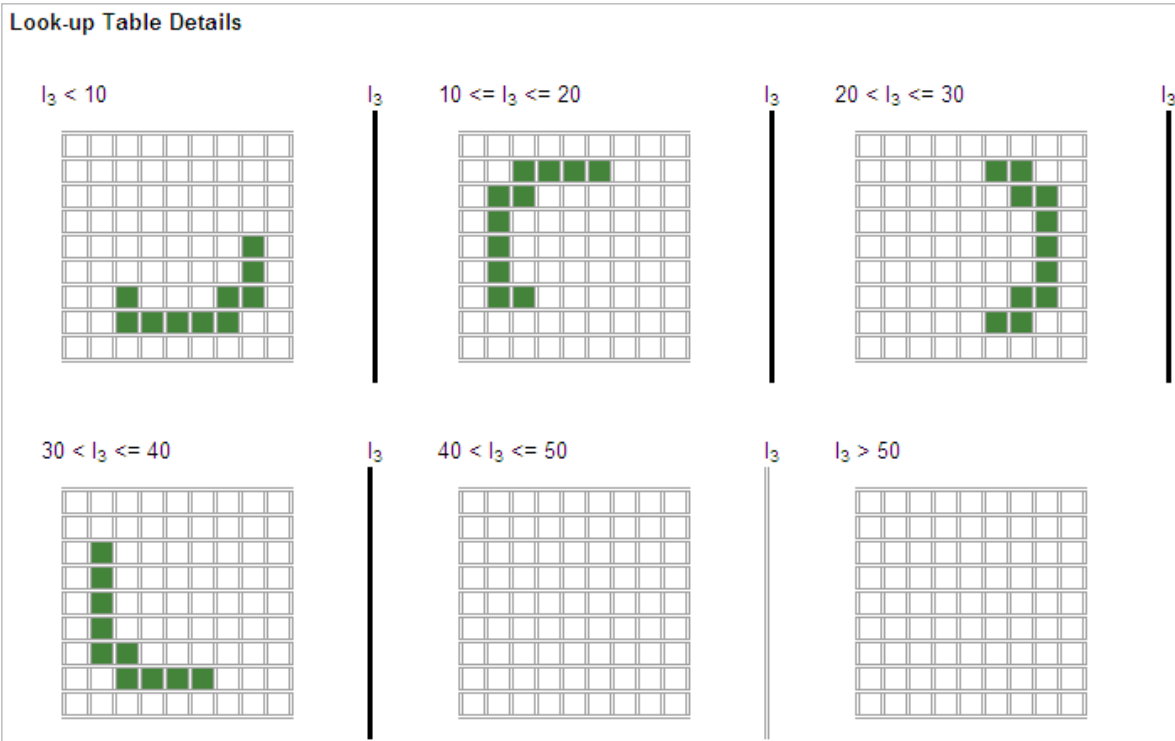 Look-up Table Details
I₃ < 10 I₃ 10 <= I₃ <= 20 I₃ 20 < I₃ <= 30 I₃
30 < I₃ <= 40 I₃ 40 < I₃ <= 50 I₃ I₃ > 50